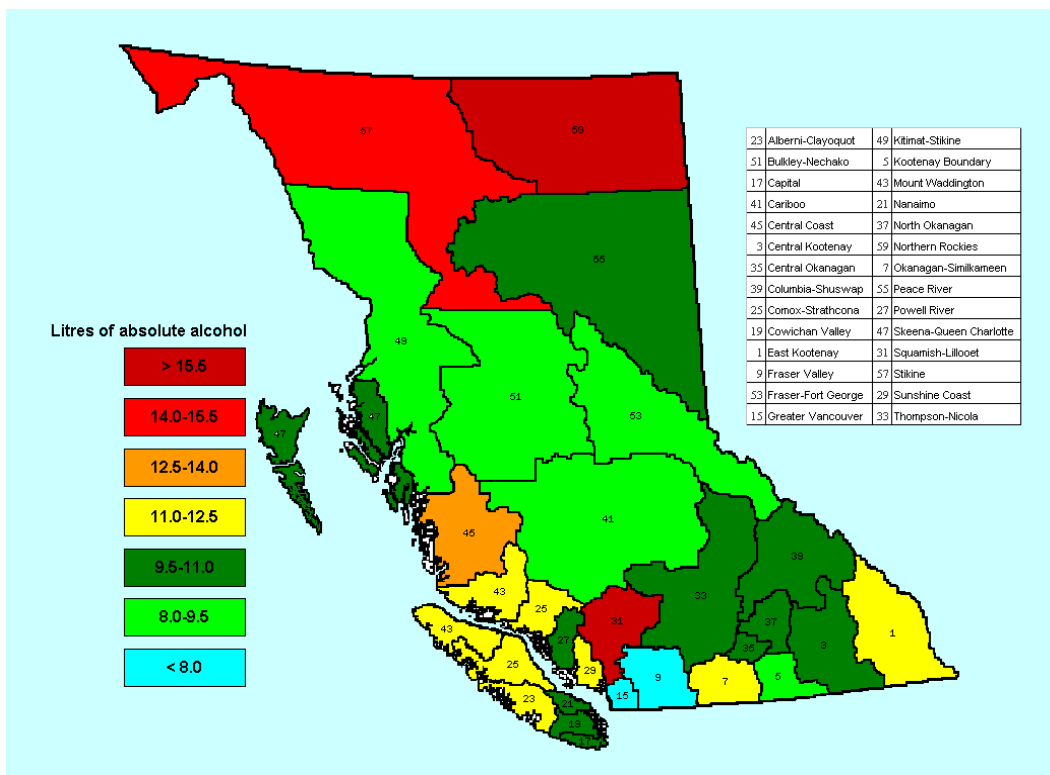 57
59
23 Alberni-Clayoquot 49 Kitimat-Stikine
51 Bulkley-Nechako 5 Kootenay Boundary
17 Capital 43 Mount Waddington
41 Cariboo 21 Nanaimo
45 Central Coast 37 North Okanagan
3 Central Kootenay 59 Northern Rockies
35 Central Okanagan 7 Okanagan-Similkameen
39 Columbia-Shuswap 55 Peace River
25 Comox-Strathcona 27 Powell River
19 Cowichan Valley 47 Skeena-Queen Charlotte
1 East Kootenay 31 Squamish-Lillooet
9 Fraser Valley 57 Stikine
53 Fraser-Fort George 29 Sunshine Coast
15 Greater Vancouver 33 Thompson-Nicola
55
Litres of absolute alcohol
> 15.5
14.0-15.5
12.5-14.0
11.0-12.5
9.5-11.0
8.0-9.5
< 8.0
49
51
53
47
47
41
45
39
43
25
33
31
37
27
43
1
3
35
25
29
9
7
5
15
23
21
19
17